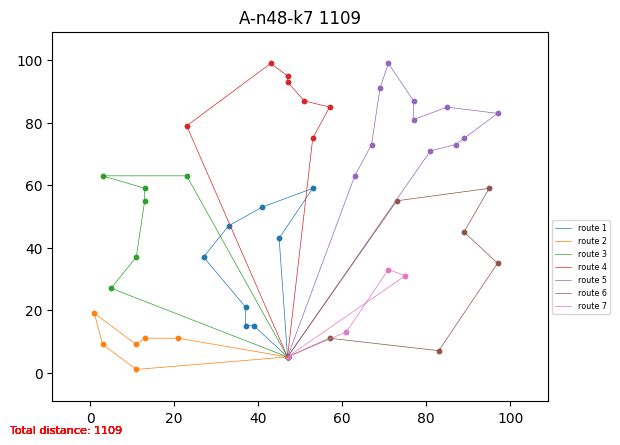 A-n48-k7 1109
100
80
60
40
20
0
0 20 40 60 80 100
route 1
route 2
route 3
route 4
route 5
route 6
route 7
Total distance: 1109